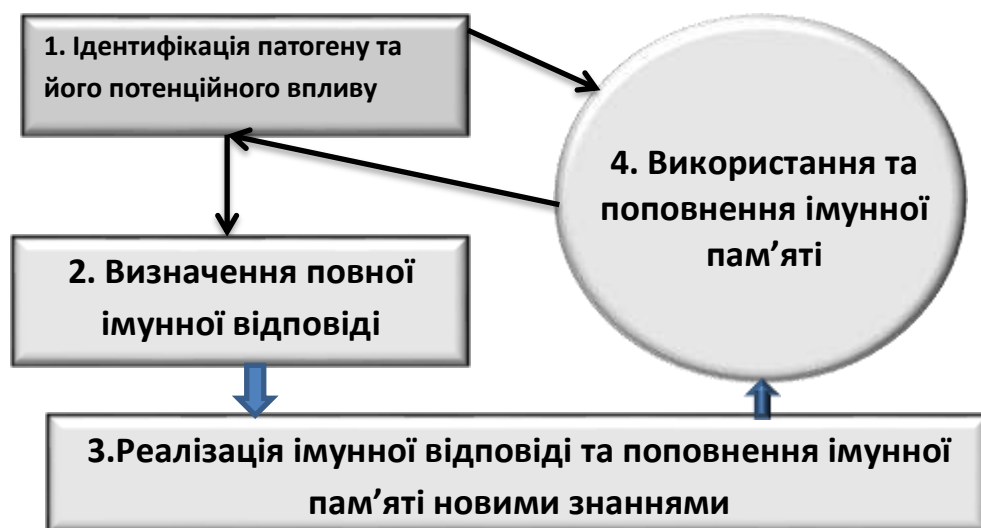 1. Ідентифікація патогену та
його потенційного впливу
4. Використання та
поповнення імунної
пам’яті
2. Визначення повної
імунної відповіді
3.Реалізація імунної відповіді та поповнення імунної
пам’яті новими знаннями